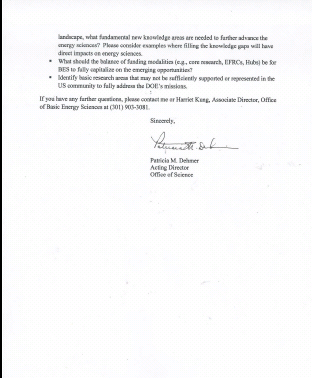 landscape, what fundamental new knowledge areas are needed to further advance the
energy sciences? Please consider examples where filling the knowledge gaps will have
direct impacts on energy sciences.
• What should the balance of funding modalities (e.g., core research, EFRCs, Hubs) be for
BES to fully capitalize on the emerging opportunities?
• Identify basic research areas that may not be sufficiently supported or represented in the
US community to fully address the DOE's missions.
If you have any further questions, please contact me or Harriet Kung, Associate Director, Office
of Basic Energy Sciences at (301) 903-3081.
Sincerely,
Patricia M. Dehmer
Acting Director
Office of Science